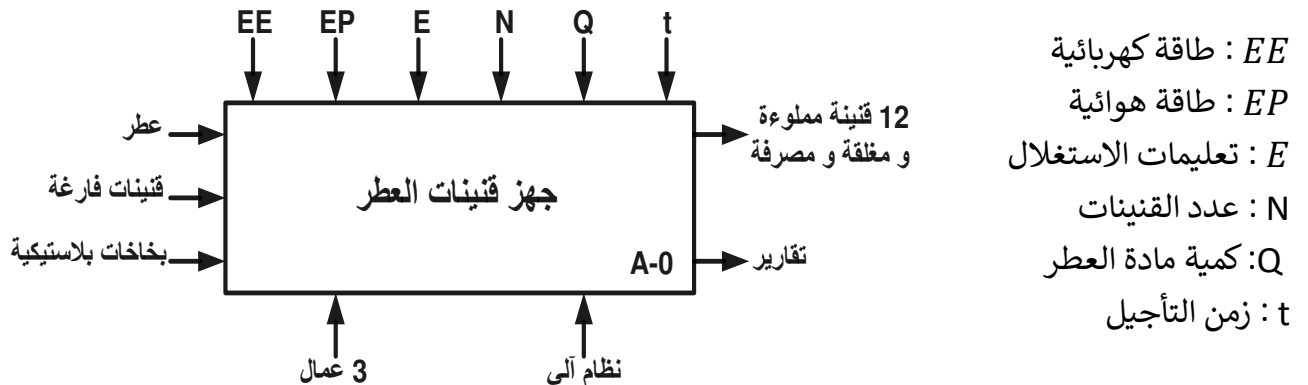 EE EP E N Q t
عطر
قنينات فارغة
بخاخات بلاستيكية
جهز قنينات العطر
A-0
12 قنينة مملوءة
و مغلقة و مصرفة
تقارير
3 عمال
نظام آلي
EE : طاقة كهربائية
EP : طاقة هوائية
E : تعليمات الاستغلال
N : عدد القنينات
Q: كمية مادة العطر
t : زمن التأجيل